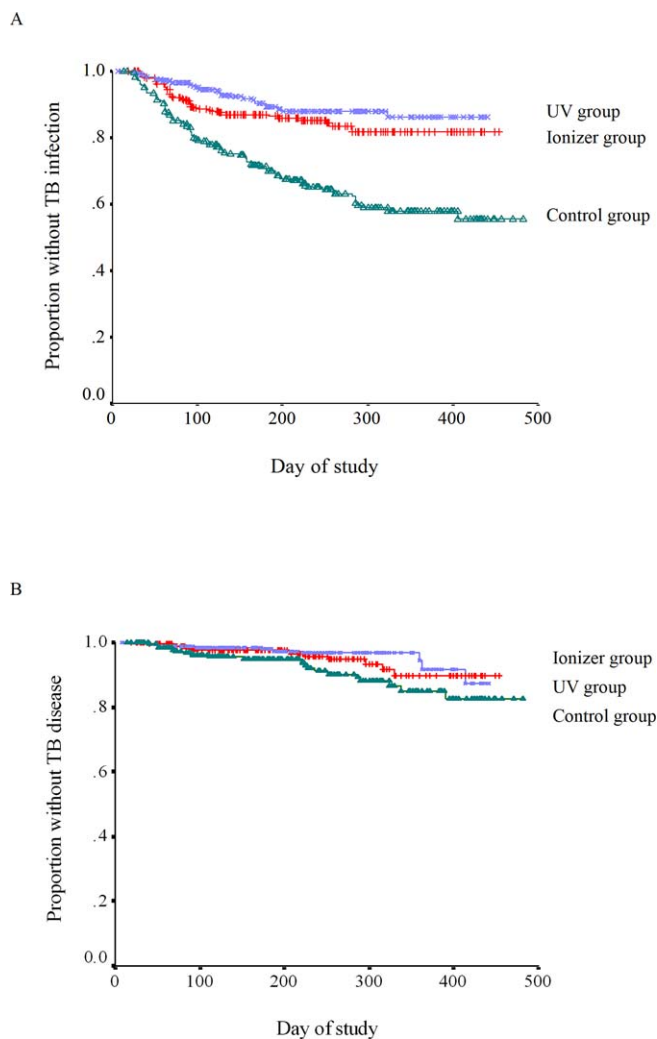 A
1.0
.8
.6
.4
.2
0.0
Proportion without TB infection
0
100
200
300
400
500
Day of study
UV group
Ionizer group
Control group
B
1.0
.8
.6
.4
.2
0.0
Proportion without TB disease
0
100
200
300
400
500
Day of study
Ionizer group
UV group
Control group